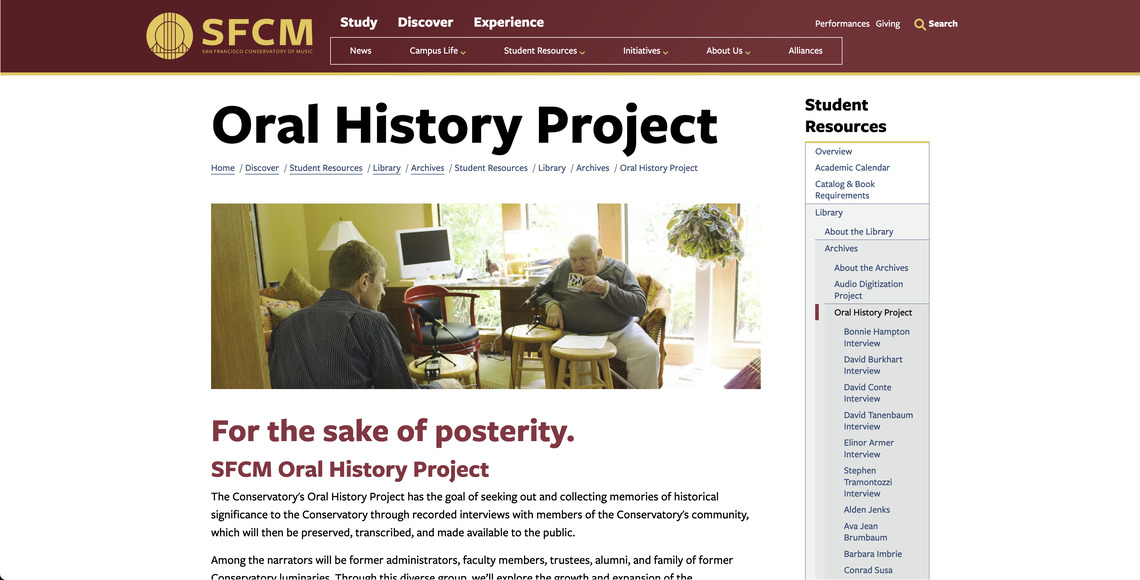 SFCM
SAN FRANCISCO CONSERVATORY OF MUSIC
Study Discover Experience
Performances Giving Search
News Campus Life Student Resources Initiatives About Us Alliances
Oral History Project
Home / Discover / Student Resources / Library / Archives / Student Resources / Library / Archives / Oral History Project
For the sake of posterity.
SFCM Oral History Project
The Conservatory's Oral History Project has the goal of seeking out and collecting memories of historical
significance to the Conservatory through recorded interviews with members of the Conservatory's community,
which will then be preserved, transcribed, and made available to the public.
Among the narrators will be former administrators, faculty members, trustees, alumni, and family of former
Conservatory luminaries. Through this diverse group, we'll explore the growth and expansion of the
Student
Resources
Overview
Academic Calendar
Catalog & Book
Requirements
Library
About the Library
Archives
About the Archives
Audio Digitization
Project
Oral History Project
Bonnie Hampton
Interview
David Burkhart
Interview
David Conte
Interview
David Tanenbaum
Interview
Elinor Armer
Interview
Stephen
Tramontozzi
Interview
Alden Jenks
Ava Jean
Brumbaum
Barbara Imbrie
Conrad Susa